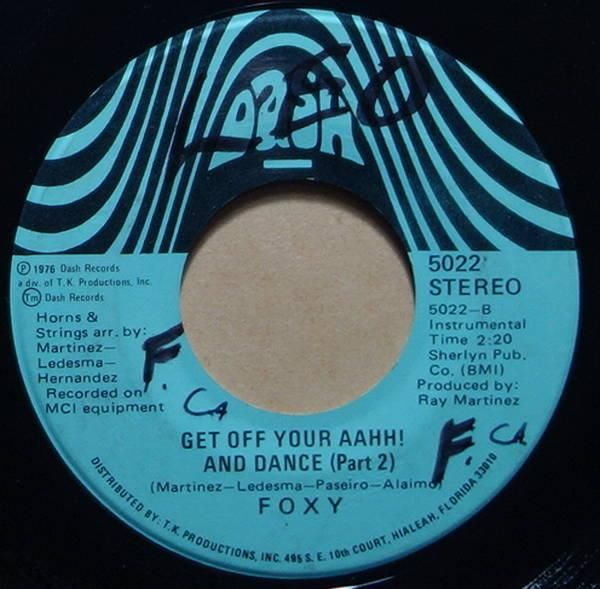 Dash
LEO
℗ 1976 Dash Records
a div. of T.K. Productions, Inc.
Tm Dash Records
Horns &
Strings arr. by:
Martinez—
Ledesma—
Hernandez
Recorded on
MCI equipment
F. CA
5022
STEREO
5022-B
Instrumental
Time 2:20
Sherlyn Pub.
Co. (BMI)
Produced by:
Ray Martinez
F. CA
GET OFF YOUR AAHH!
AND DANCE (Part 2)
(Martinez—Ledesma—Paseiro—Alaimo)
FOXY
DISTRIBUTED BY: T.K. PRODUCTIONS, INC. 495 S. E. 10th COURT, HIALEAH, FLORIDA 33010